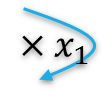 × x₁